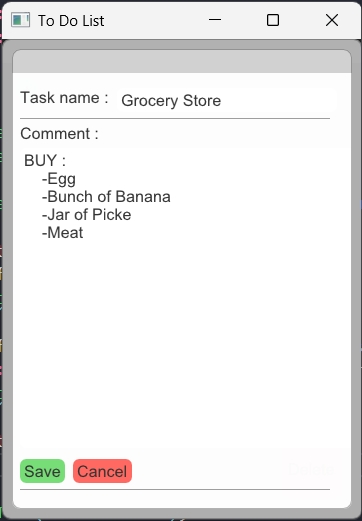 To Do List
Task name : Grocery Store
Comment :
BUY :
-Egg
-Bunch of Banana
-Jar of Picke
-Meat
Save Cancel